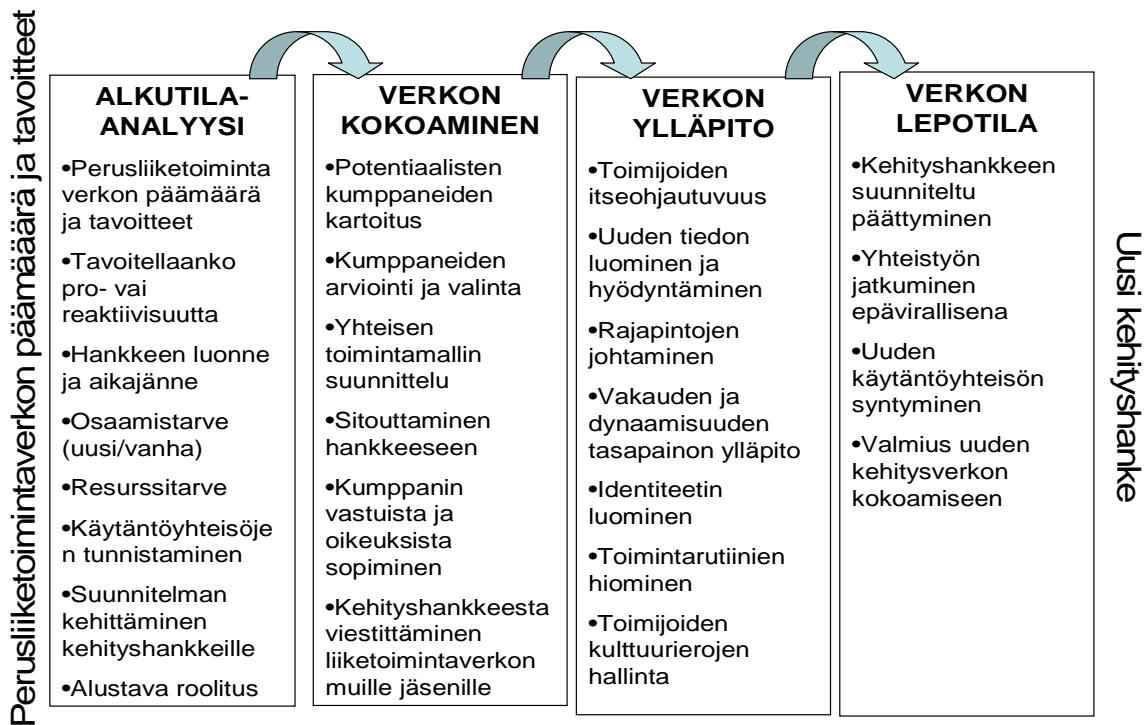 Perusliiketoimintaverkon päämäärä ja tavoitteet
ALKUTILA-
ANALYYSI
•Perusliiketoiminta
verkon päämäärä
ja tavoitteet
•Tavoitellaanko
pro- vai
reaktiivisuutta
•Hankkeen luonne
ja aikajänne
•Osaamistarve
(uusi/vanha)
•Resurssitarve
•Käytäntöyhteisöje
n tunnistaminen
•Suunnitelman
kehittäminen
kehityshankkeille
•Alustava roolitus
VERKON
KOKOAMINEN
•Potentiaalisten
kumppaneiden
kartoitus
•Kumppaneiden
arviointi ja valinta
•Yhteisen
toimintamallin
suunnittelu
•Sitouttaminen
hankkeeseen
•Kumppanin
vastuista ja
oikeuksista
sopiminen
•Kehityshankkeesta
viestittäminen
liiketoimintaverkon
muille jäsenille
VERKON
YLLÄPITO
•Toimijoiden
itseohjautuvuus
•Uuden tiedon
luominen ja
hyödyntäminen
•Rajapintojen
johtaminen
•Vakauden ja
dynaamisuuden
tasapainon ylläpito
•Identiteetin
luominen
•Toimintarutiinien
hiominen
•Toimijoiden
kulttuurierojen
hallinta
VERKON
LEPOTILA
•Kehityshankkeen
suunniteltu
päättyminen
•Yhteistyön
jatkuminen
epävirallisena
•Uuden
käytäntöyhteisön
syntyminen
•Valmius uuden
kehitysverkon
kokoamiseen
Uusi kehityshanke